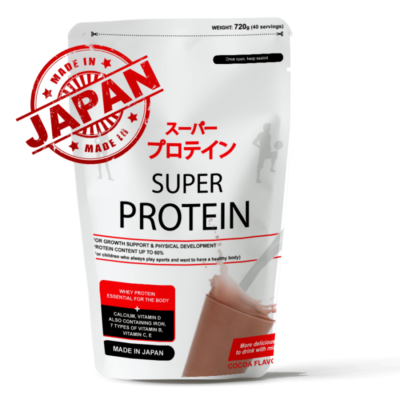 WEIGHT: 720g (40 servings)
Once open, keep sealed
MADE IN
JAPAN
MADE IN
スーパー
プロテイン
SUPER
PROTEIN
FOR GROWTH SUPPORT & PHYSICAL DEVELOPMENT
PROTEIN CONTENT UP TO 60%
(For children who always play sports and want to have a healthy body)
WHEY PROTEIN
ESSENTIAL FOR THE BODY
+
CALCIUM, VITAMIN D
ALSO CONTAINING IRON,
7 TYPES OF VITAMIN B,
VITAMIN C, E
MADE IN JAPAN
More delicious
to drink with
COCOA FLAVO